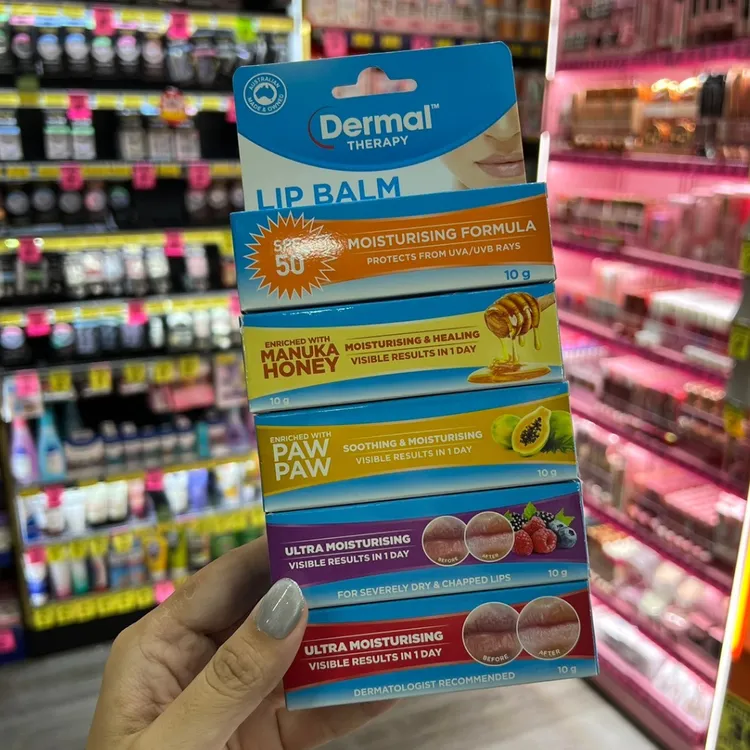 AUSTRALIAN
MADE & OWNED
Dermal™
THERAPY
LIP BALM
50
MOISTURISING FORMULA
PROTECTS FROM UVA/UVB RAYS
10 g
ENRICHED WITH
MANUKA
HONEY
MOISTURISING & HEALING
VISIBLE RESULTS IN 1 DAY
10 g
ENRICHED WITH
PAW
PAW
SOOTHING & MOISTURISING
VISIBLE RESULTS IN 1 DAY
10 g
ULTRA MOISTURISING
VISIBLE RESULTS IN 1 DAY
BEFORE
AFTER
FOR SEVERELY DRY & CHAPPED LIPS
10 g
ULTRA MOISTURISING
VISIBLE RESULTS IN 1 DAY
BEFORE
AFTER
10 g
DERMATOLOGIST RECOMMENDED